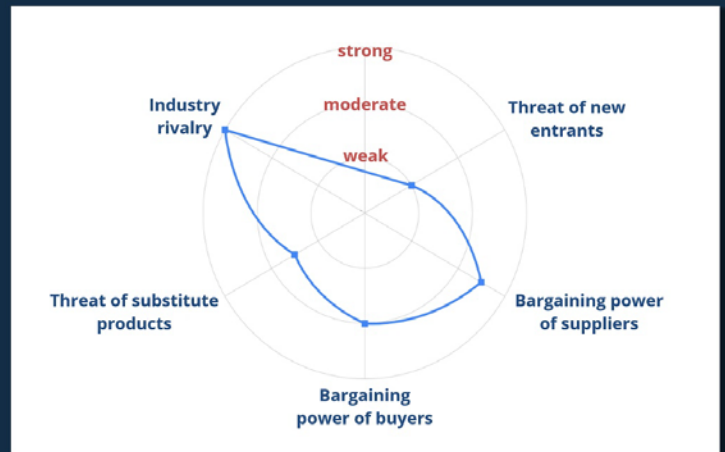 strong
Industry
rivalry
moderate
Threat of new
entrants
weak
Threat of substitute
products
Bargaining power
of suppliers
Bargaining
power of buyers